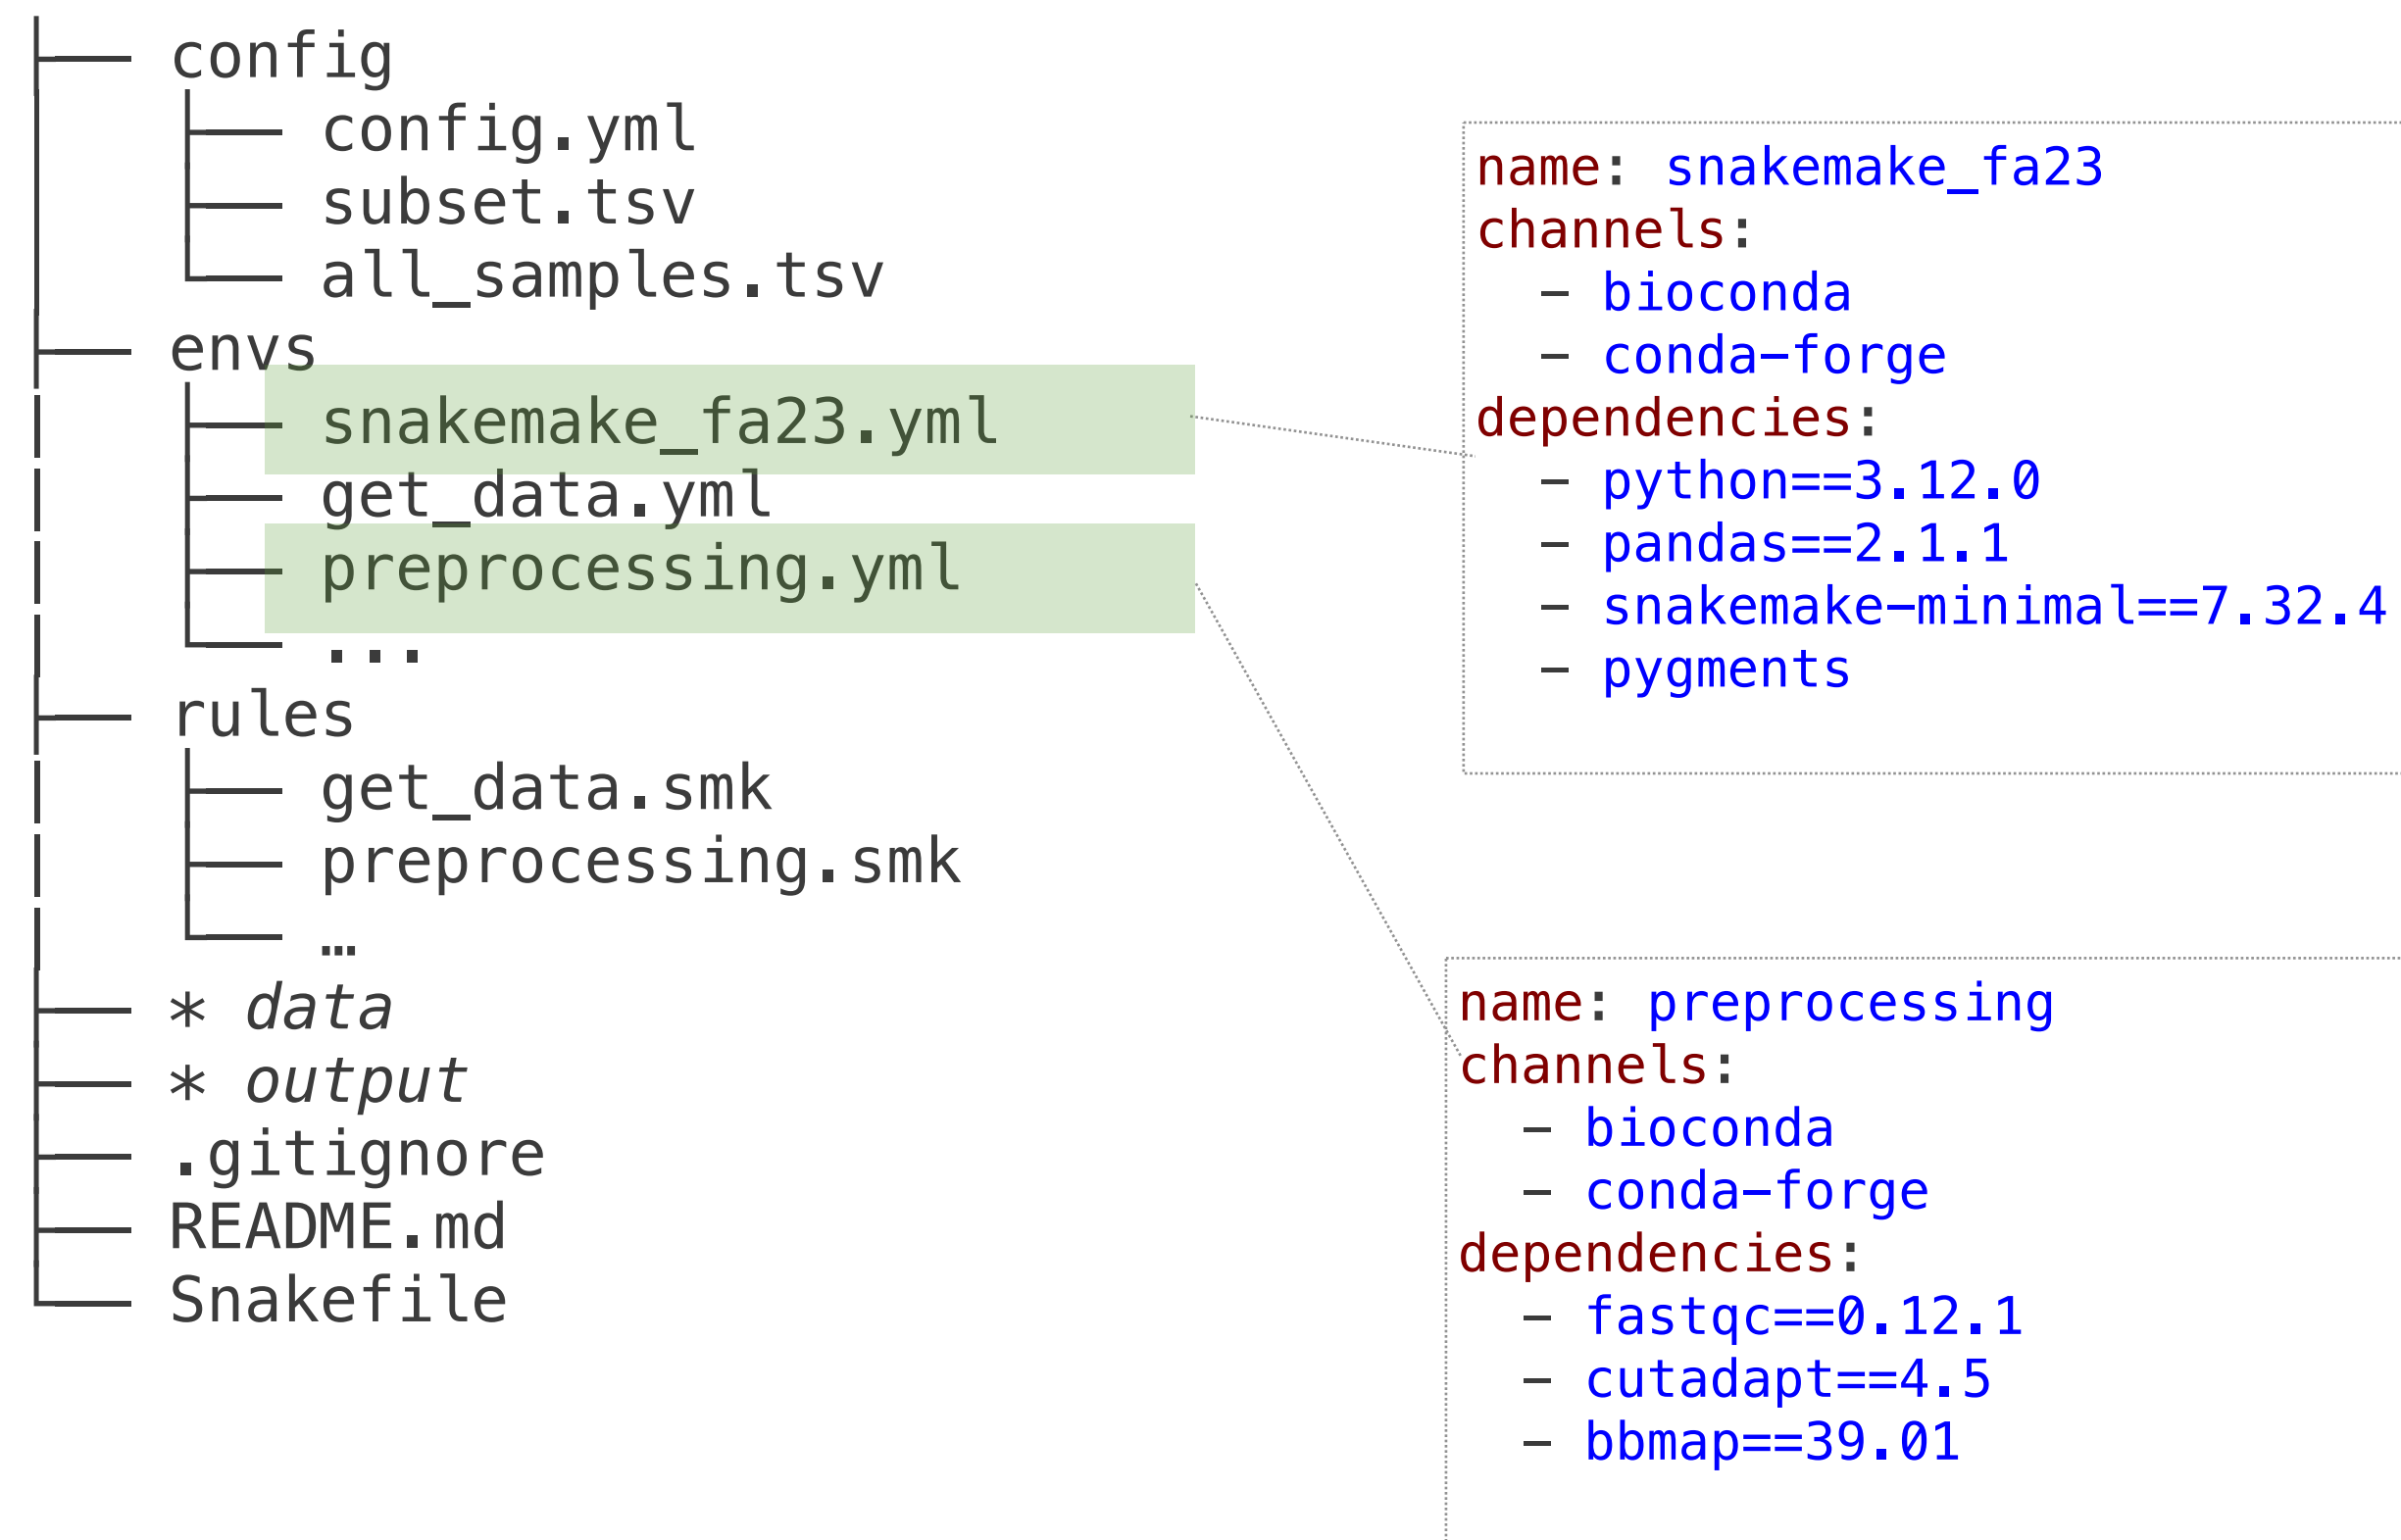 ├── config
│   ├── config.yml
│   ├── subset.tsv
│   └── all_samples.tsv
├── envs
│   ├── snakemake_fa23.yml
│   ├── get_data.yml
│   ├── preprocessing.yml
│   └── ...
├── rules
│   ├── get_data.smk
│   ├── preprocessing.smk
│   └── …
├── * data
├── * output
├── .gitignore
├── README.md
└── Snakefile
name: snakemake_fa23
channels:
  - bioconda
  - conda-forge
dependencies:
  - python==3.12.0
  - pandas==2.1.1
  - snakemake-minimal==7.32.4
  - pygments
name: preprocessing
channels:
  - bioconda
  - conda-forge
dependencies:
  - fastqc==0.12.1
  - cutadapt==4.5
  - bbmap==39.01